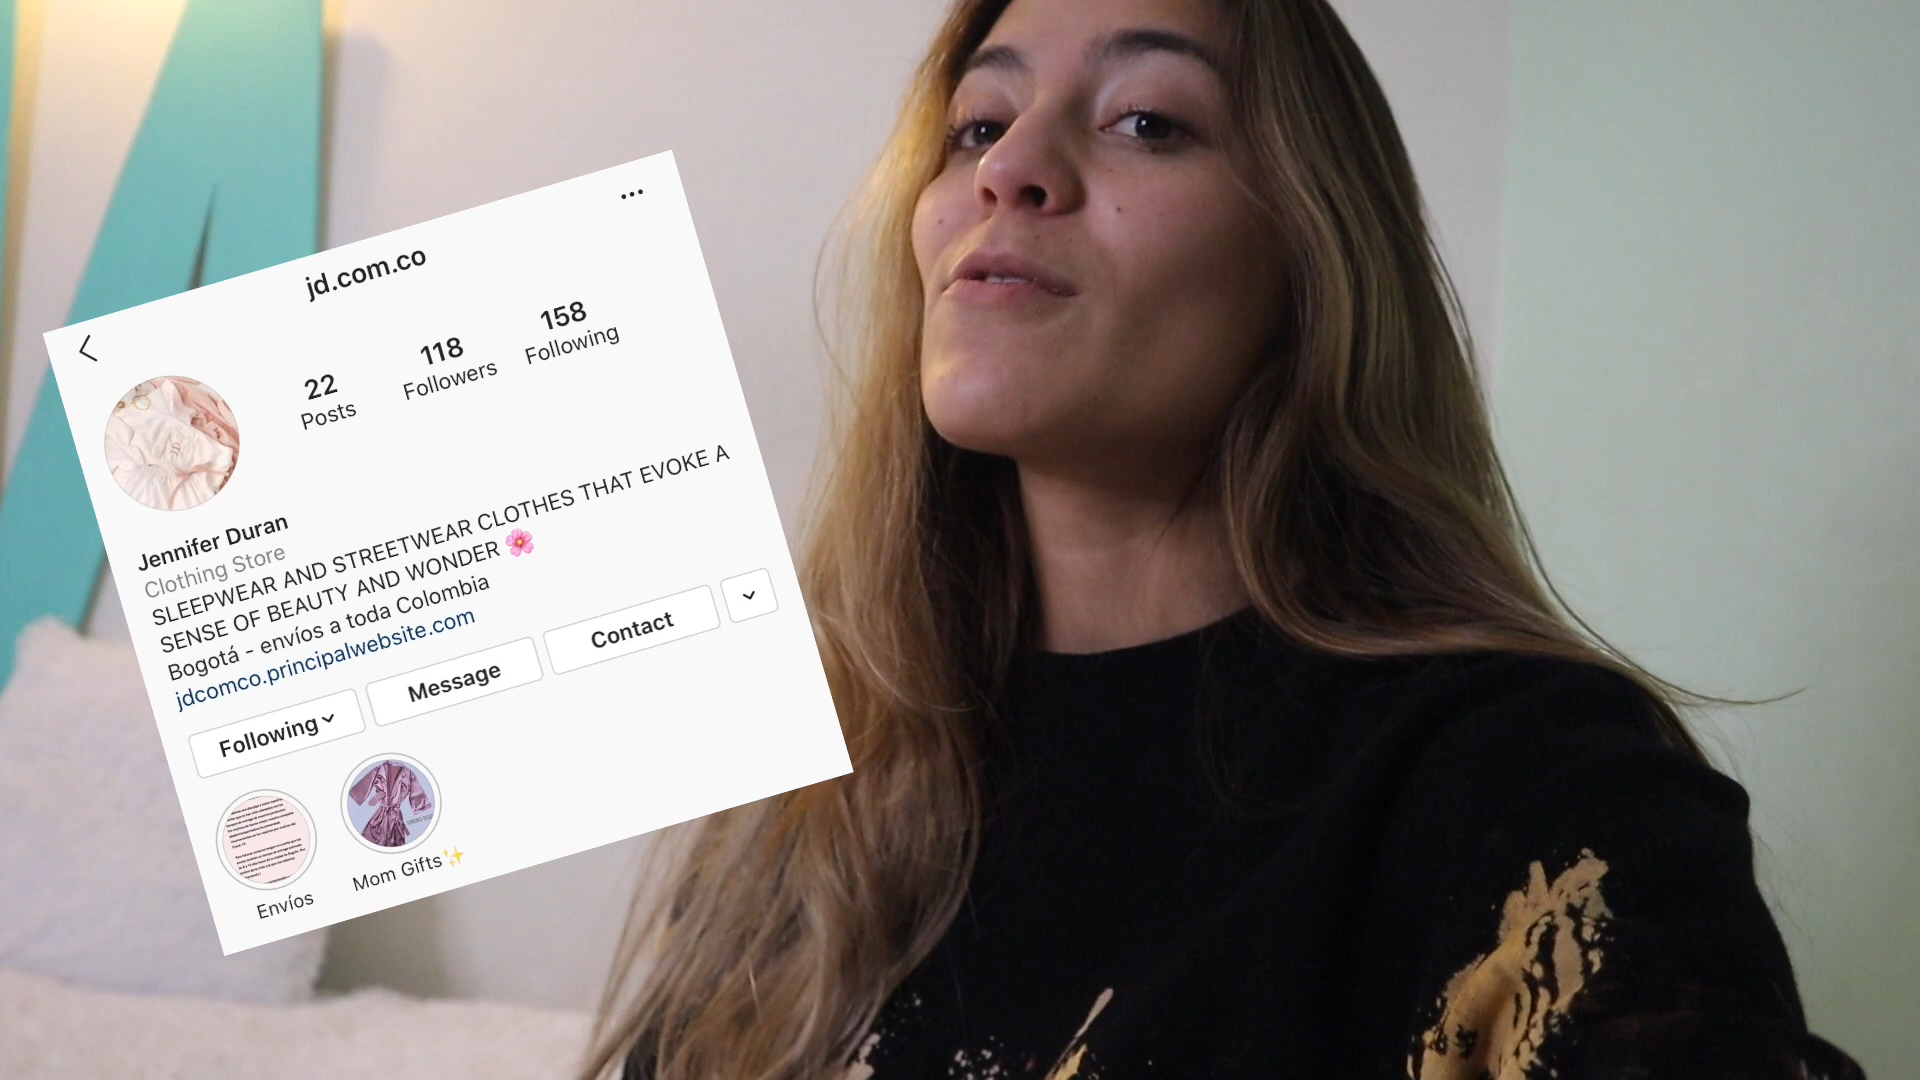 jd.com.co
22
Posts
118
Followers
158
Following
Jennifer Duran
Clothing Store
SLEEPWEAR AND STREETWEAR CLOTHES THAT EVOKE A
SENSE OF BEAUTY AND WONDER 🌸
Bogotá - envíos a toda Colombia
jdcomco.principalwebsite.com
Following
Message
Contact
Envíos
Mom Gifts✨